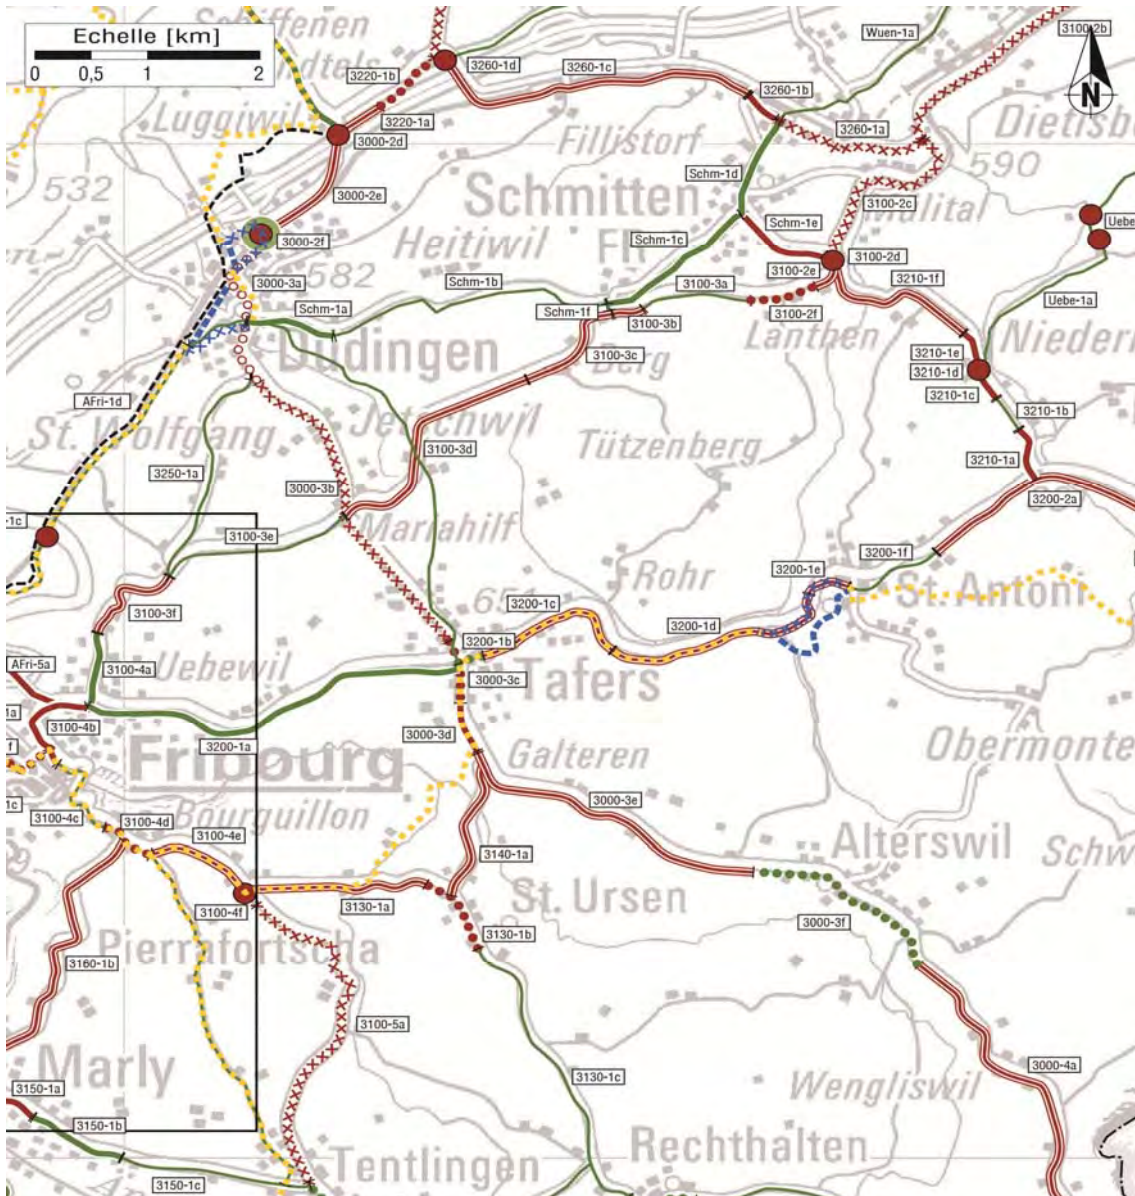 Echelle [km]
0 0,5 1 2
Schiffenen
3220-1b
3260-1d
3260-1c
Wuen-1a
3100-2b
N
3260-1b
Luggiwil
3220-1a
3000-2d
Fillistorf
3260-1a
590
532
3000-2e
Schmitten
FR
Schm-1d
3100-2c
3000-2f
Heitiwil
Schm-1c
Schm-1e
3100-2d
3100-2e
3210-1f
582
3000-3a
Schm-1b
3100-3a
Uebe-1a
Schm-1a
Schm-1f
3100-3b
3100-2f
Düdingen
3100-3c
Berg
Lanthen
3210-1e
3210-1d
3210-1c
AFri-1d
St. Wolfgang
Jetschwil
3100-3d
Tützenberg
3210-1b
3210-1a
3250-1a
3000-3b
3200-2a
-1c
3100-3e
Mariahilf
3200-1f
3100-3f
651
Rohr
3200-1e
St. Antoni
3200-1c
AFri-5a
3100-4a
Uebewil
3200-1b
3200-1d
3000-3c
Tafers
3100-4b
3200-1a
3000-3d
Galteren
Obermonte
Fribourg
Bourguillon
3000-3e
3100-4c
3100-4d
3100-4e
Alterswil
Schw
3140-1a
3100-4f
3130-1a
St. Ursen
3000-3f
Pierrafortscha
3130-1b
3160-1b
3100-5a
3000-4a
Marly
3130-1c
Wengliswil
3150-1a
3150-1b
Rechthalten
Tentlingen
3150-1c